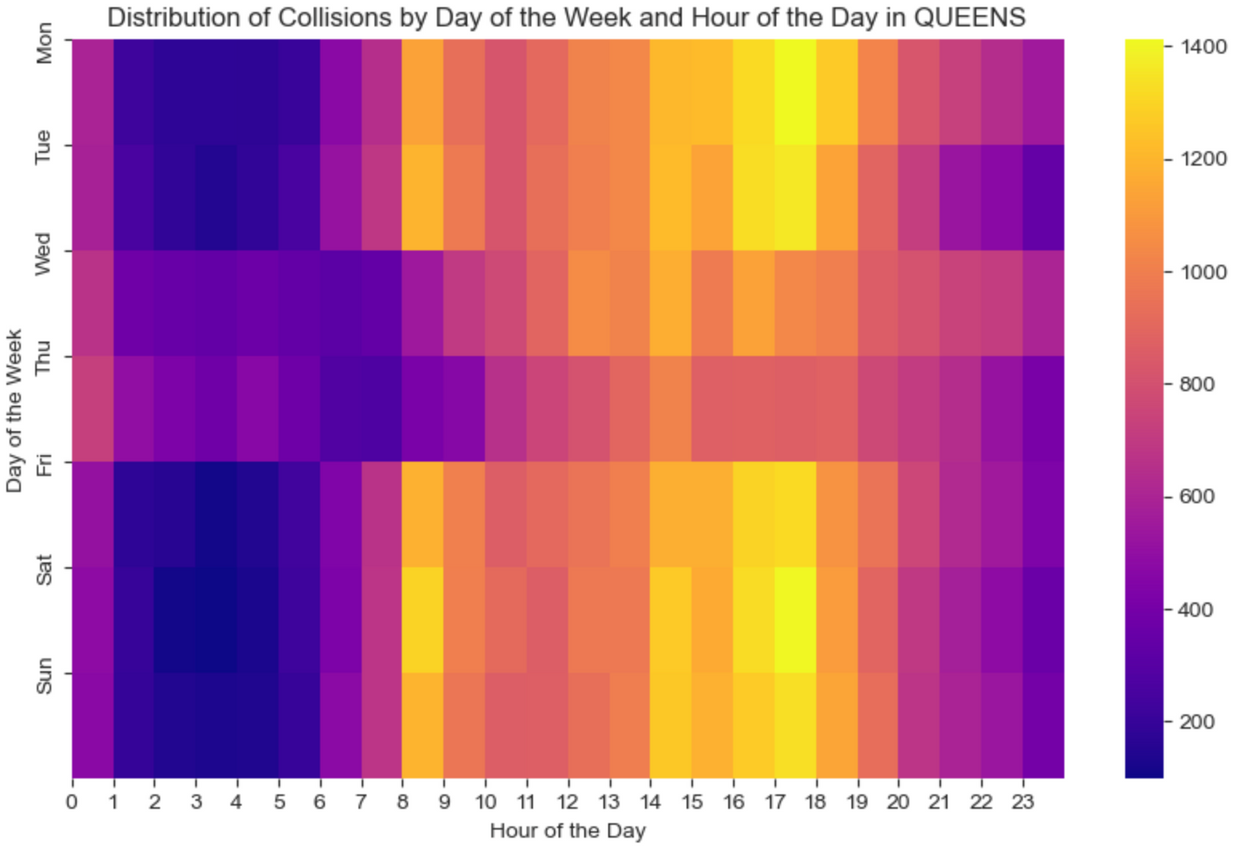 Distribution of Collisions by Day of the Week and Hour of the Day in QUEENS
Day of the Week
Mon
Tue
Wed
Thu
Fri
Sat
Sun
0 1 2 3 4 5 6 7 8 9 10 11 12 13 14 15 16 17 18 19 20 21 22 23
Hour of the Day
1400
1200
1000
800
600
400
200